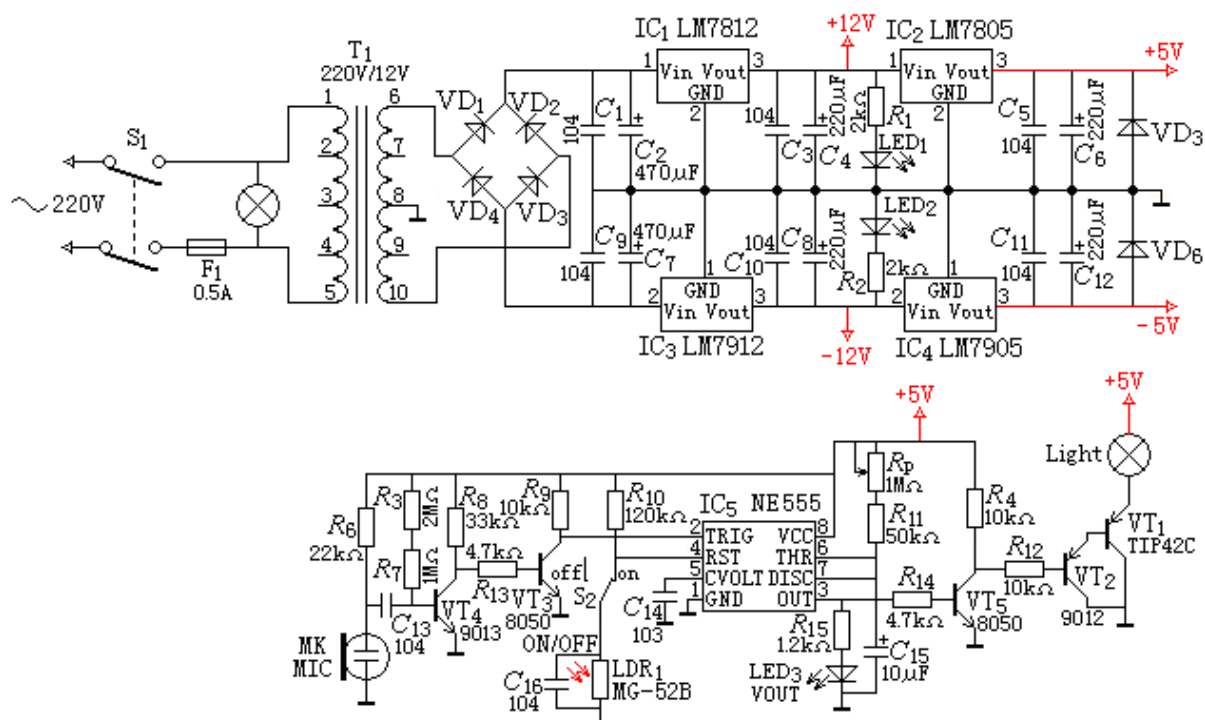 IC1 LM7812
+12V
IC2 LM7805
+5V
T1
220V/12V
1
6
1
Vin Vout
3
GND
2
1
Vin Vout
3
GND
2
S1
2
7
VD1
VD2
104
C1
C2
470μF
104
C3
220μF
C4
2kΩ
R1
LED1
C5
104
220μF
C6
VD3
~220V
3
8
VD4
VD3
LED2
4
9
C9
104
470μF
C7
104
C10
C8
220μF
R2
2kΩ
C11
104
220μF
C12
VD6
F1
0.5A
5
10
1
GND
2
Vin Vout
3
1
GND
2
Vin Vout
3
-5V
IC3 LM7912
-12V
IC4 LM7905
+5V
+5V
Light
R6
22kΩ
R3
2MΩ
R8
33kΩ
R9
10kΩ
R10
120kΩ
IC5 NE555
RP
1MΩ
R4
10kΩ
VT1
TIP42C
R7
1MΩ
4.7kΩ
R13
2
TRIG
VCC
8
4
RST
THR
6
5
CVOLT
DISC
7
1
GND
OUT
3
R11
50kΩ
R12
10kΩ
VT2
9012
off
on
S2
VT3
8050
C13
104
VT4
9013
C14
103
R14
4.7kΩ
VT5
8050
MK
MIC
ON/OFF
C16
104
LDR1
MG-52B
R15
1.2kΩ
LED3
VOUT
C15
10μF